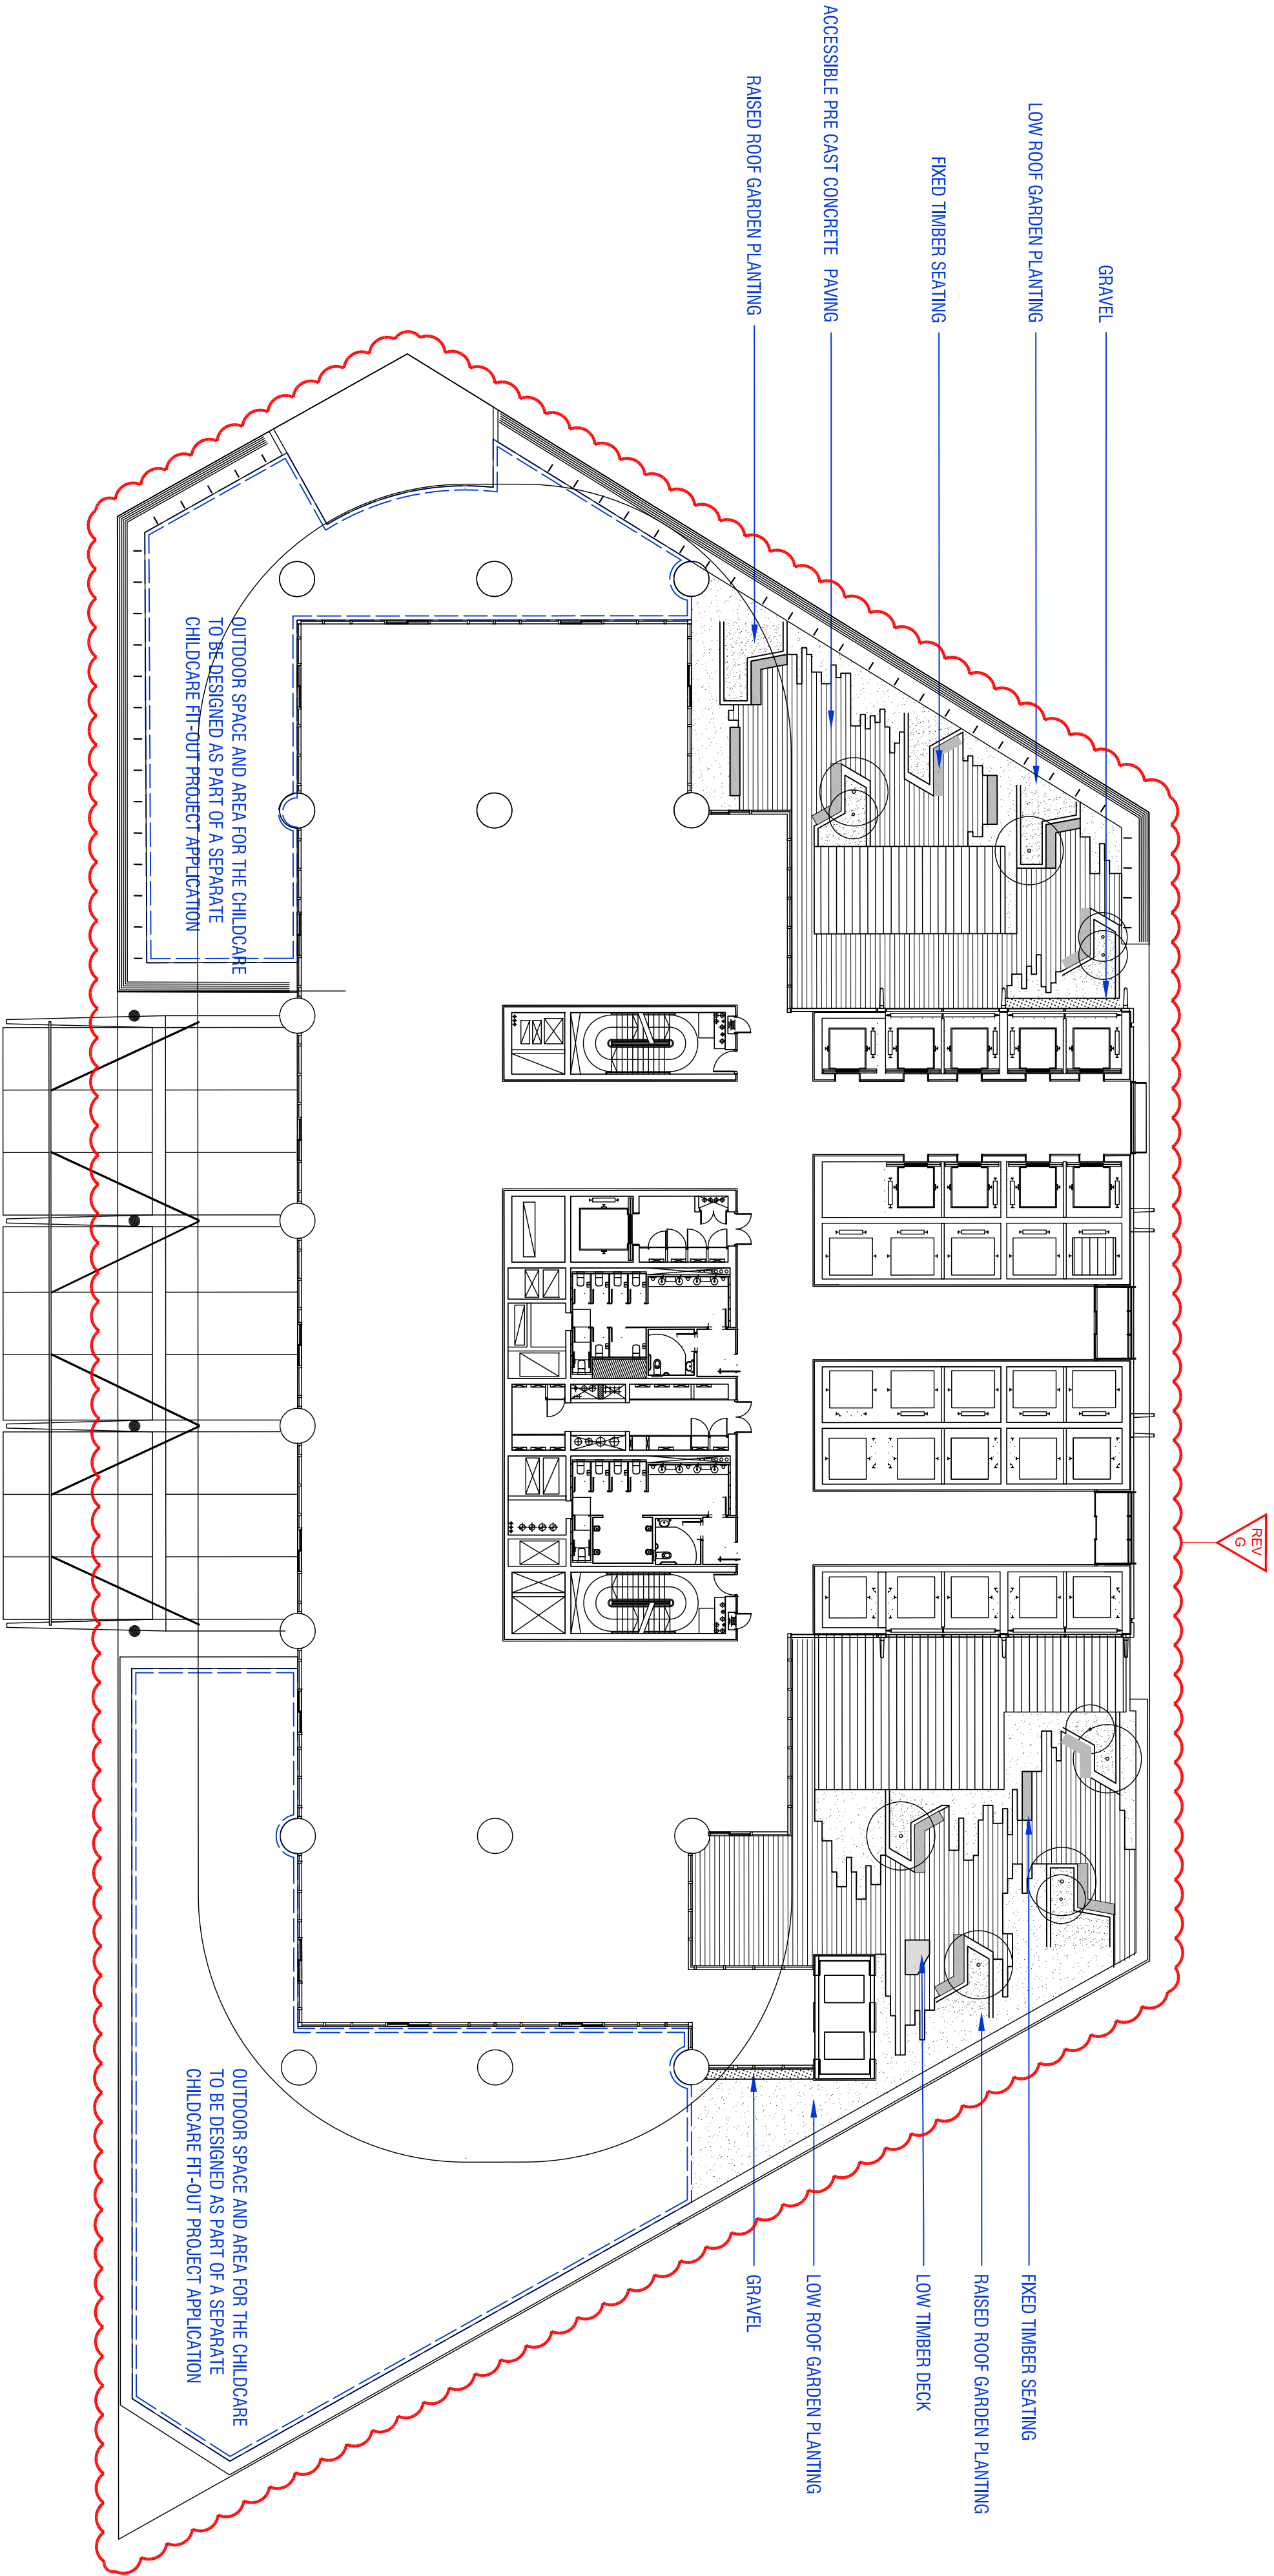 ACCESSIBLE PRE CAST CONCRETE PAVING
RAISED ROOF GARDEN PLANTING
LOW ROOF GARDEN PLANTING
FIXED TIMBER SEATING
GRAVEL
OUTDOOR SPACE AND AREA FOR THE CHILDCARE
TO BE DESIGNED AS PART OF A SEPARATE
CHILDCARE FIT-OUT PROJECT APPLICATION
REV
G
OUTDOOR SPACE AND AREA FOR THE CHILDCARE
TO BE DESIGNED AS PART OF A SEPARATE
CHILDCARE FIT-OUT PROJECT APPLICATION
FIXED TIMBER SEATING
RAISED ROOF GARDEN PLANTING
LOW TIMBER DECK
LOW ROOF GARDEN PLANTING
GRAVEL